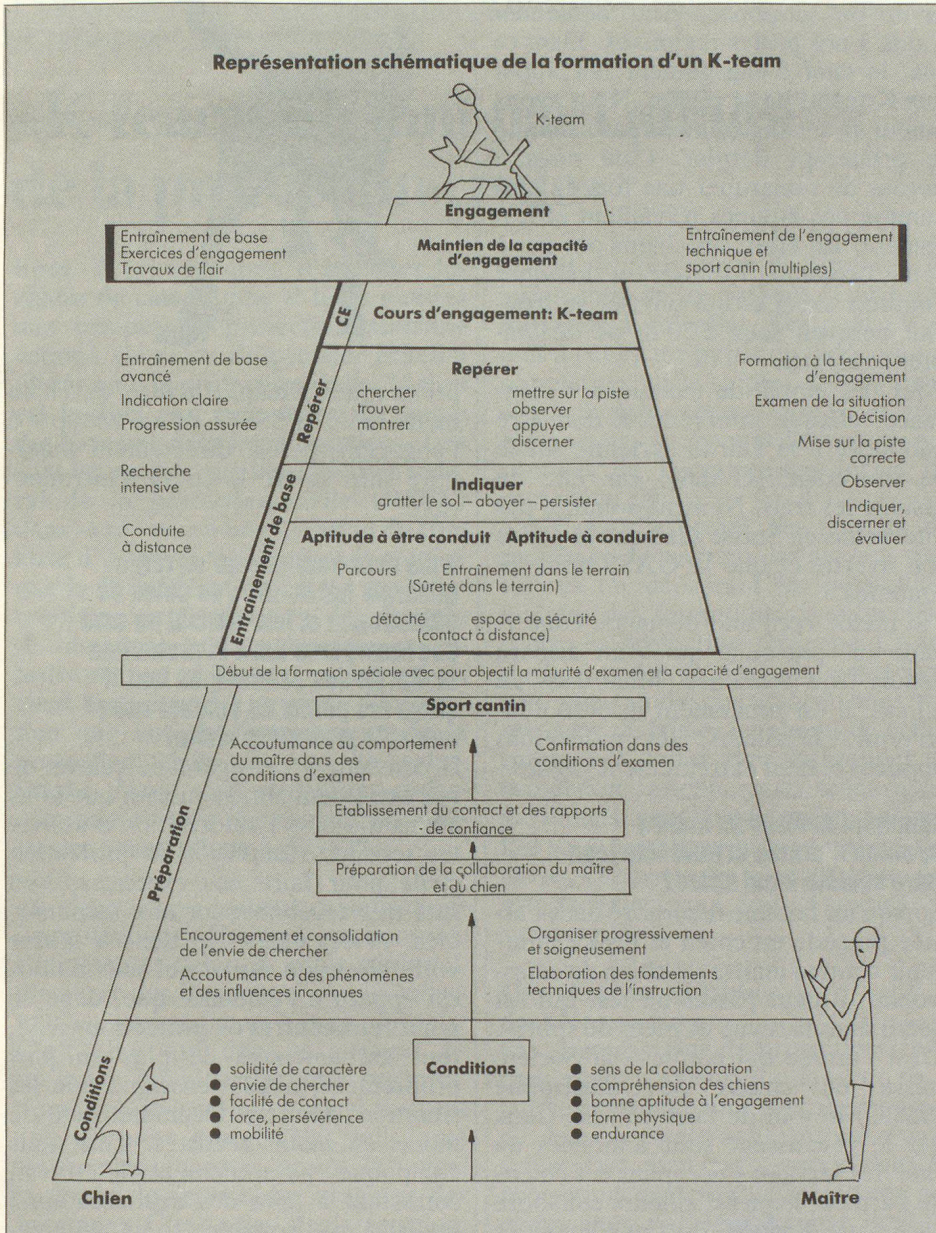 Représentation schématique de la formation d'un K-team
K-team
Engagement
Entraînement de base
Exercices d'engagement
Travaux de flair
Maintien de la capacité
d'engagement
Entraînement de l'engagement
technique et
sport canin (multiples)
CE
Cours d'engagement: K-team
Entraînement de base
avancé
Indication claire
Progression assurée
Recherche
intensive
Conduite
à distance
Repérer
Repérer
chercher
trouver
montrer
mettre sur la piste
observer
appuyer
discerner
Formation à la technique
d'engagement
Examen de la situation
Décision
Mise sur la piste
correcte
Observer
Indiquer,
discerner et
évaluer
Entraînement de base
Indiquer
gratter le sol – aboyer – persister
Aptitude à être conduit Aptitude à conduire
Parcours Entraînement dans le terrain
(Sûreté dans le terrain)
détaché espace de sécurité
(contact à distance)
Début de la formation spéciale avec pour objectif la maturité d'examen et la capacité d'engagement
Sport cantin
Préparation
Accoutumance au comportement
du maître dans des
conditions d'examen
Confirmation dans des
conditions d'examen
Etablissement du contact et des rapports
- de confiance
Préparation de la collaboration du maître
et du chien
Encouragement et consolidation
de l'envie de chercher
Accoutumance à des phénomènes
et des influences inconnues
Organiser progressivement
et soigneusement
Elaboration des fondements
techniques de l'instruction
Conditions
● solidité de caractère
● envie de chercher
● facilité de contact
● force, persévérence
● mobilité
Conditions
● sens de la collaboration
● compréhension des chiens
● bonne aptitude à l'engagement
● forme physique
● endurance
Chien
Maître